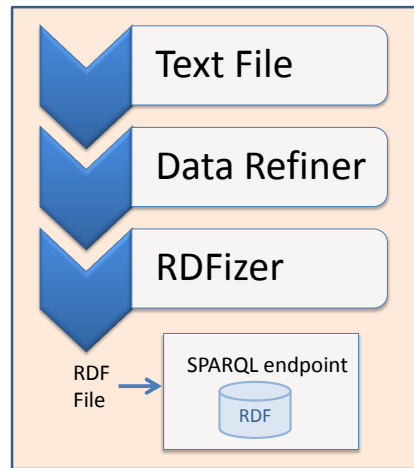 Text File
Data Refiner
RDFizer
RDF
File
SPARQL endpoint
RDF